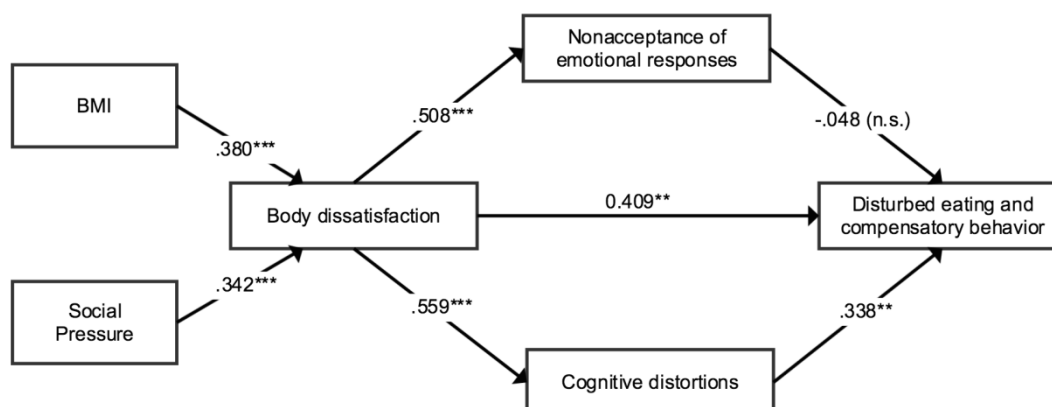 Nonacceptance of
emotional responses
BMI
.508***
-.048 (n.s.)
.380***
Body dissatisfaction
0.409**
Disturbed eating and
compensatory behavior
.342***
.559***
.338**
Social
Pressure
Cognitive distortions